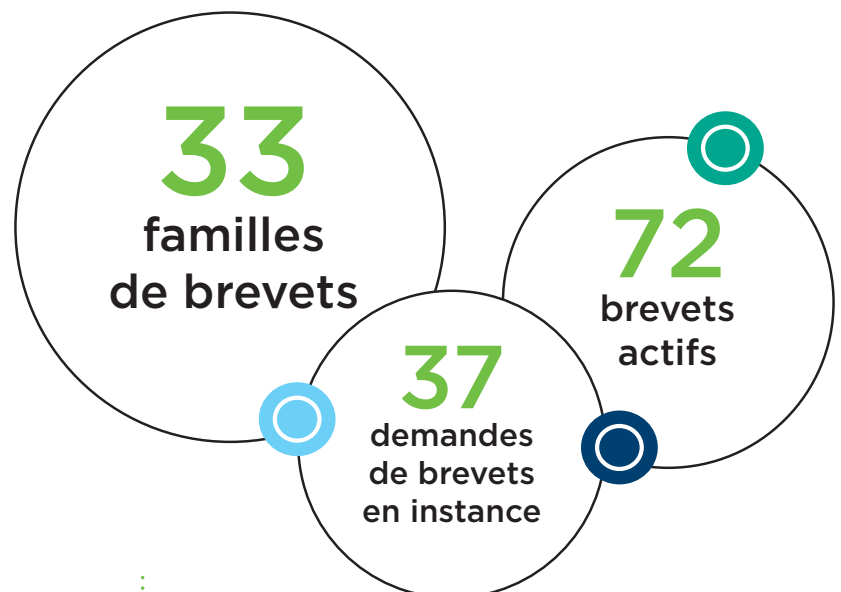 33
familles
de brevets
72
brevets
actifs
37
demandes
de brevets
en instance
: